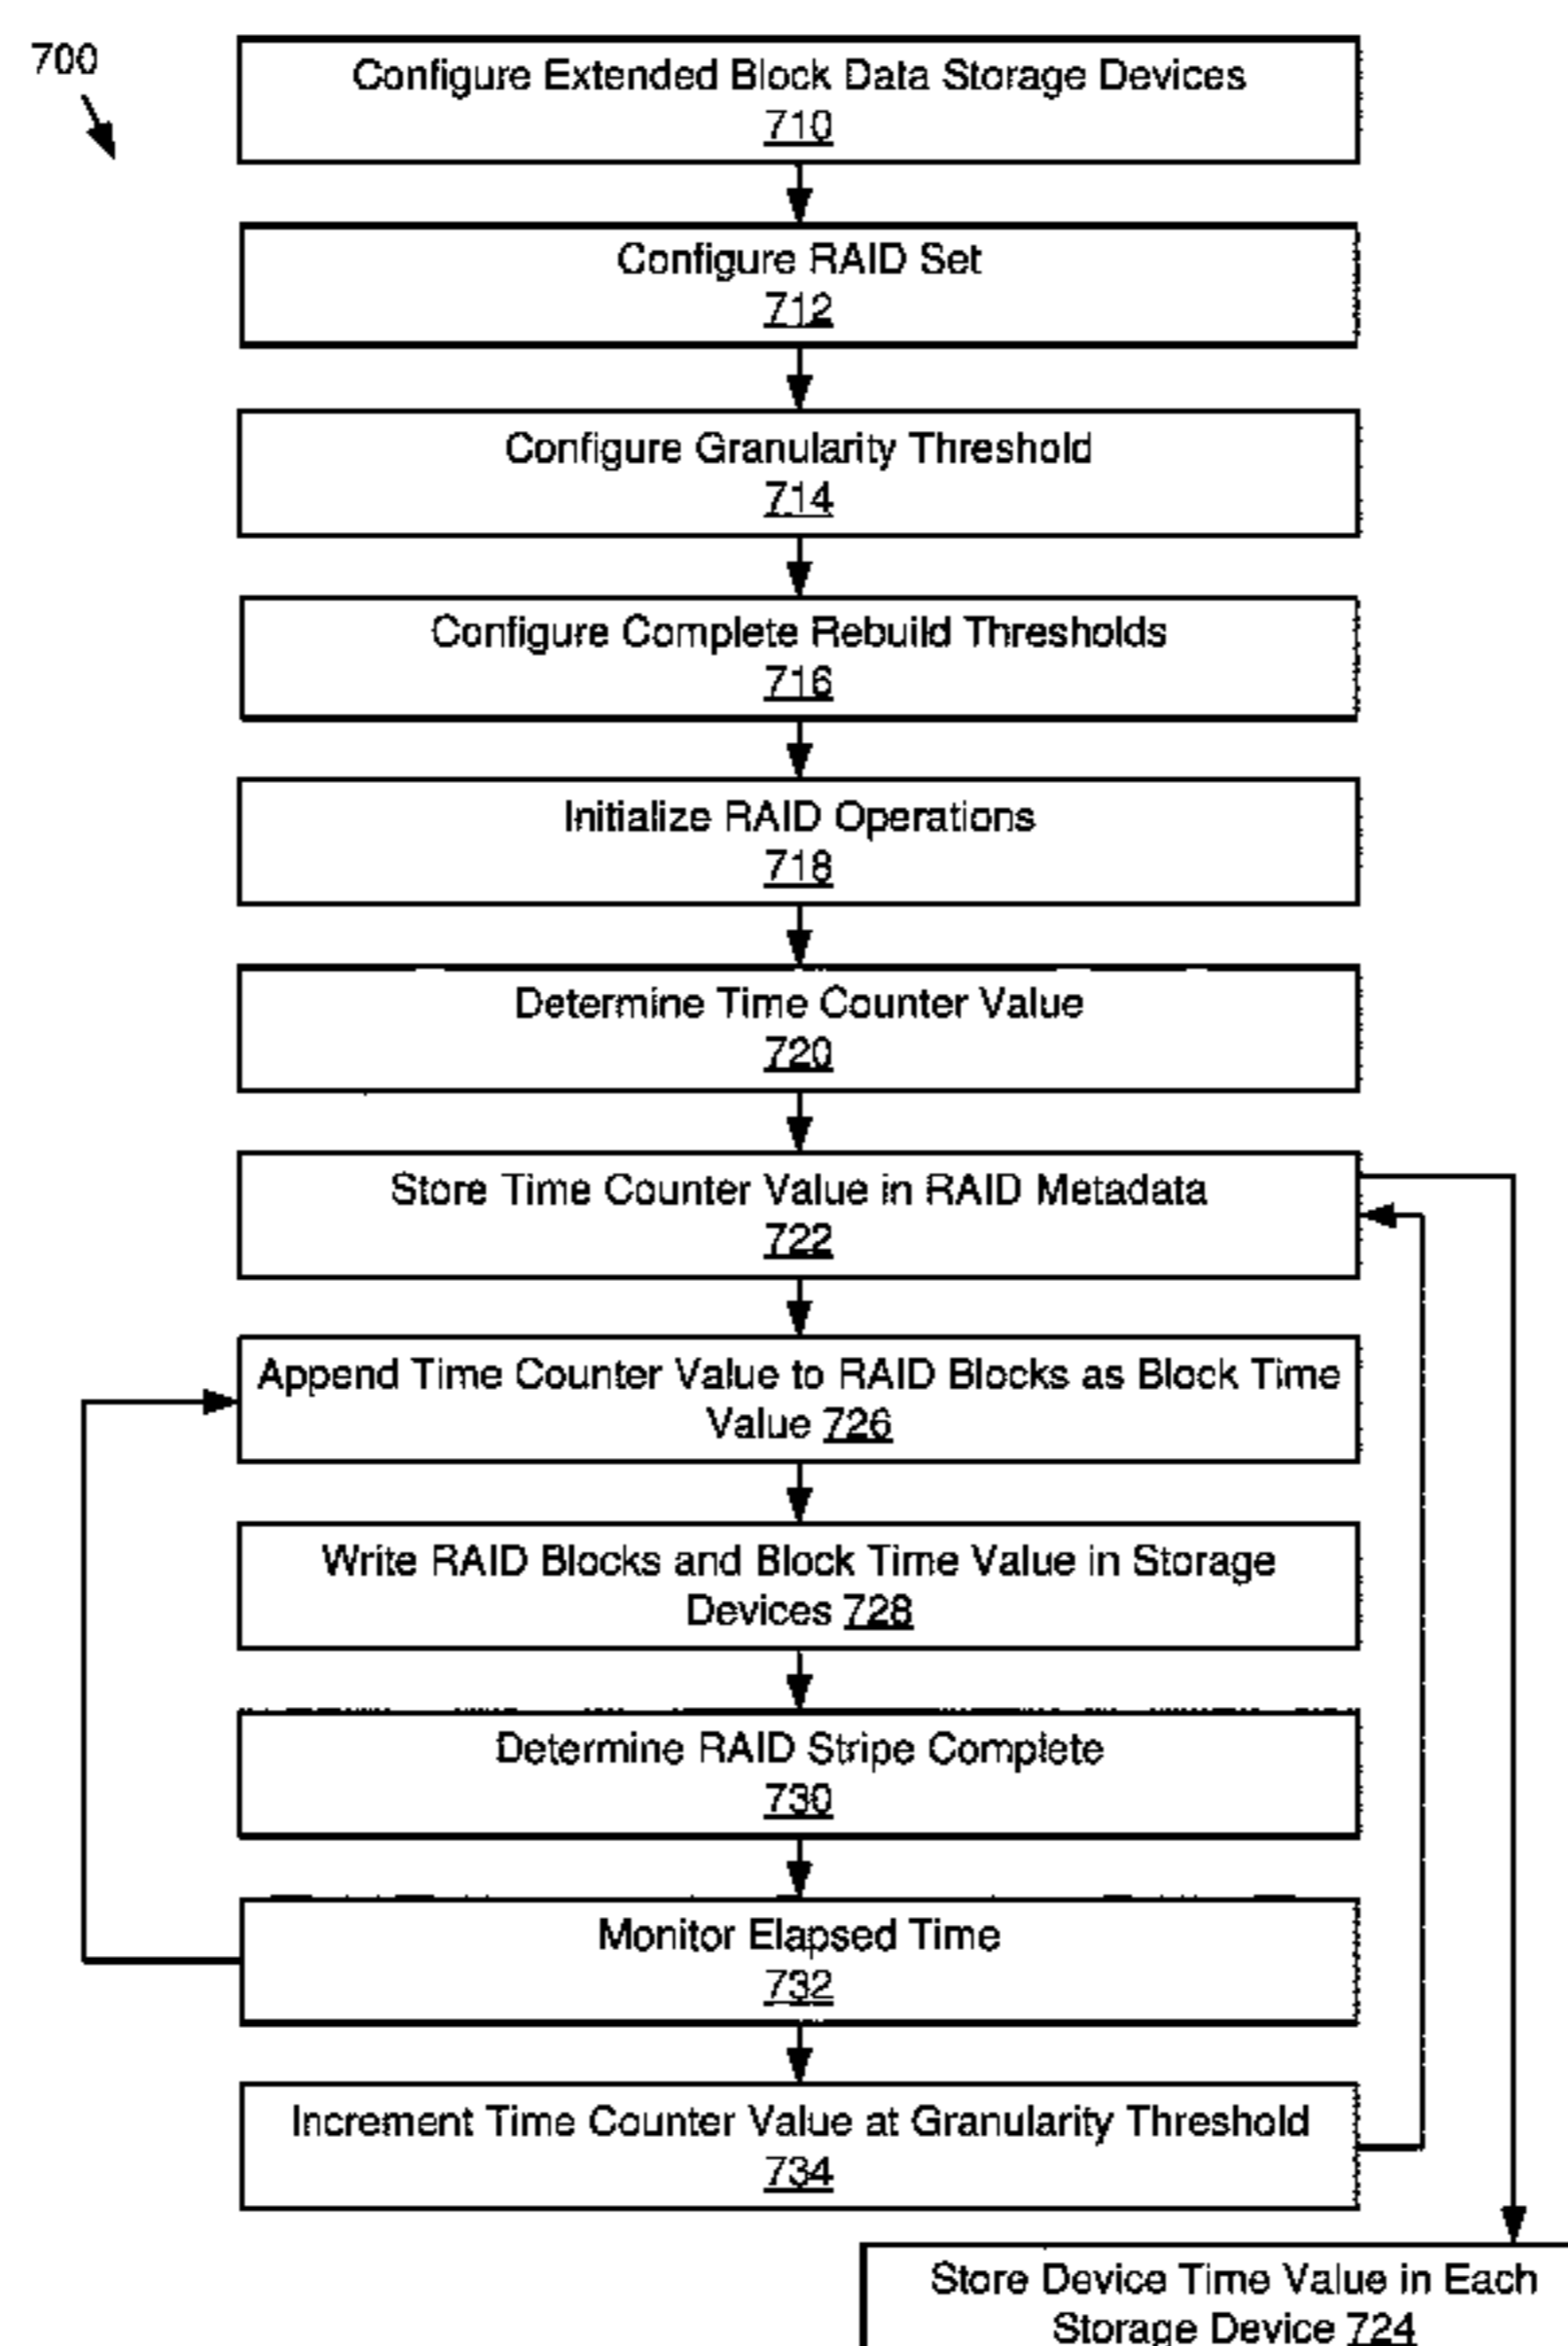 700
Configure Extended Block Data Storage Devices
710
Configure RAID Set
712
Configure Granularity Threshold
714
Configure Complete Rebuild Thresholds
716
Initialize RAID Operations
718
Determine Time Counter Value
720
Store Time Counter Value in RAID Metadata
722
Append Time Counter Value to RAID Blocks as Block Time
Value 726
Write RAID Blocks and Block Time Value in Storage
Devices 728
Determine RAID Stripe Complete
730
Monitor Elapsed Time
732
Increment Time Counter Value at Granularity Threshold
734
Store Device Time Value in Each
Storage Device 724